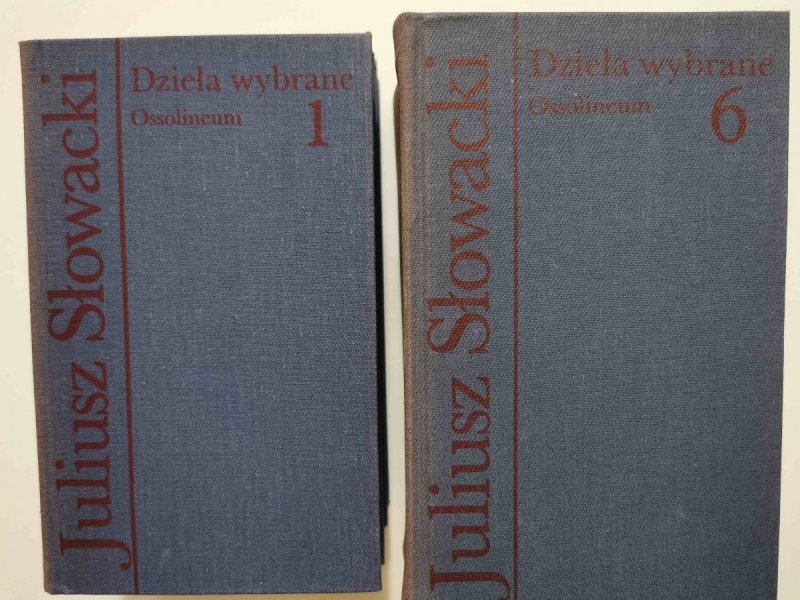 Juliusz Słowacki
Dzieła wybrane
Ossolineum
1
Juliusz Słowacki
Dzieła wybrane
Ossolineum
6